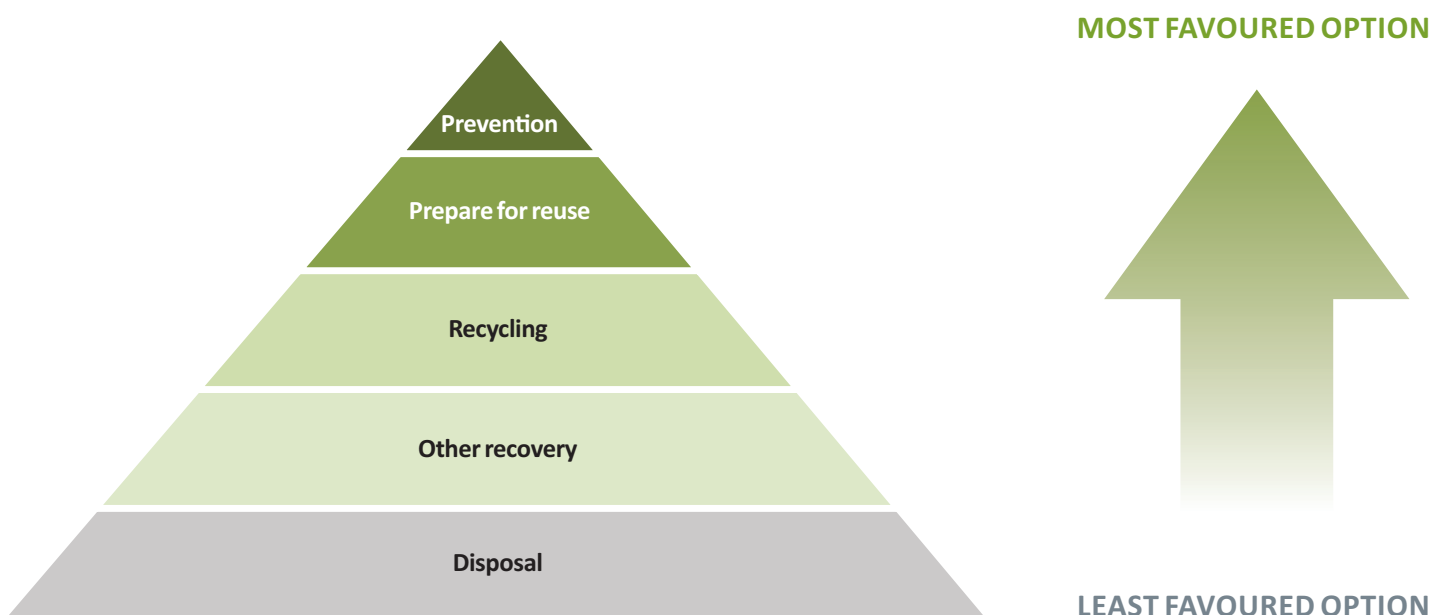 MOST FAVOURED OPTION
Prevention
Prepare for reuse
Recycling
Other recovery
Disposal
LEAST FAVOURED OPTION